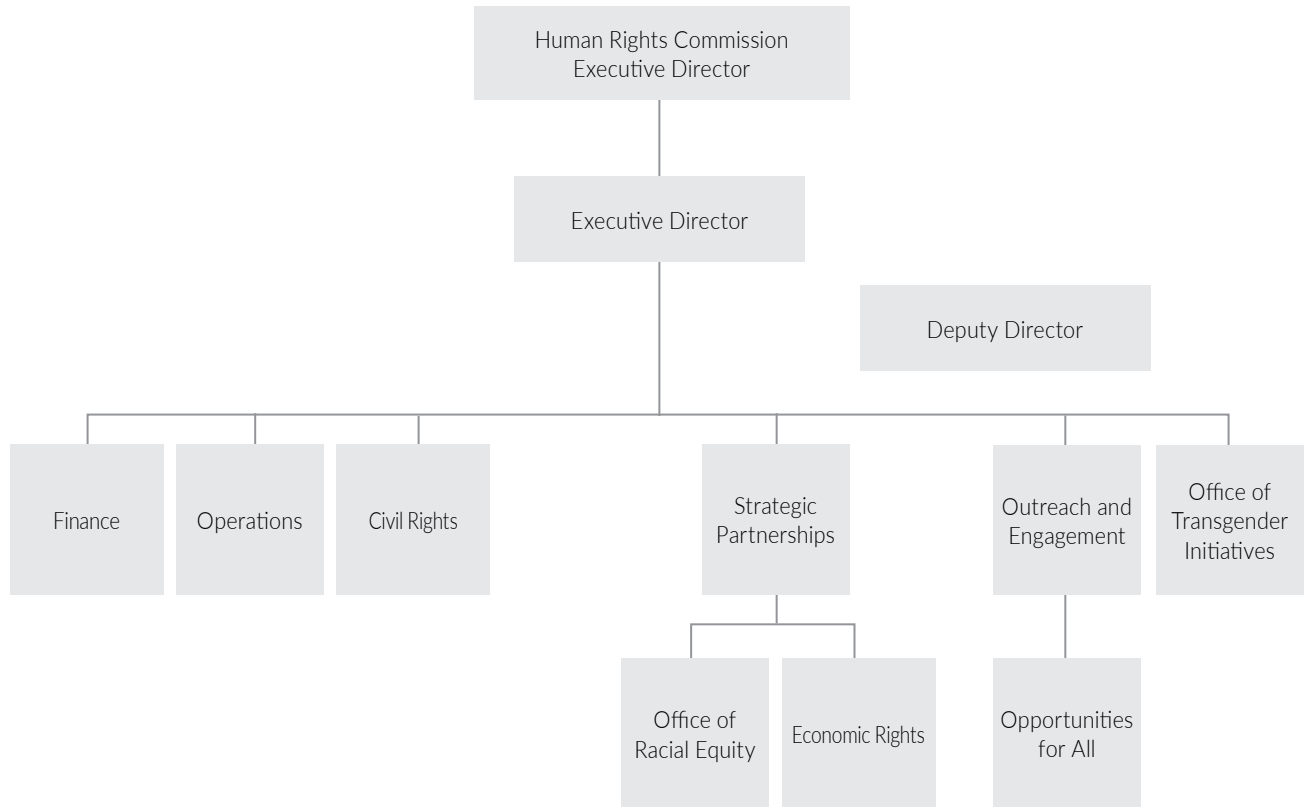 Human Rights Commission
Executive Director
Executive Director
Deputy Director
Finance
Operations
Civil Rights
Strategic
Partnerships
Outreach and
Engagement
Office of
Transgender
Initiatives
Office of
Racial Equity
Economic Rights
Opportunities
for All